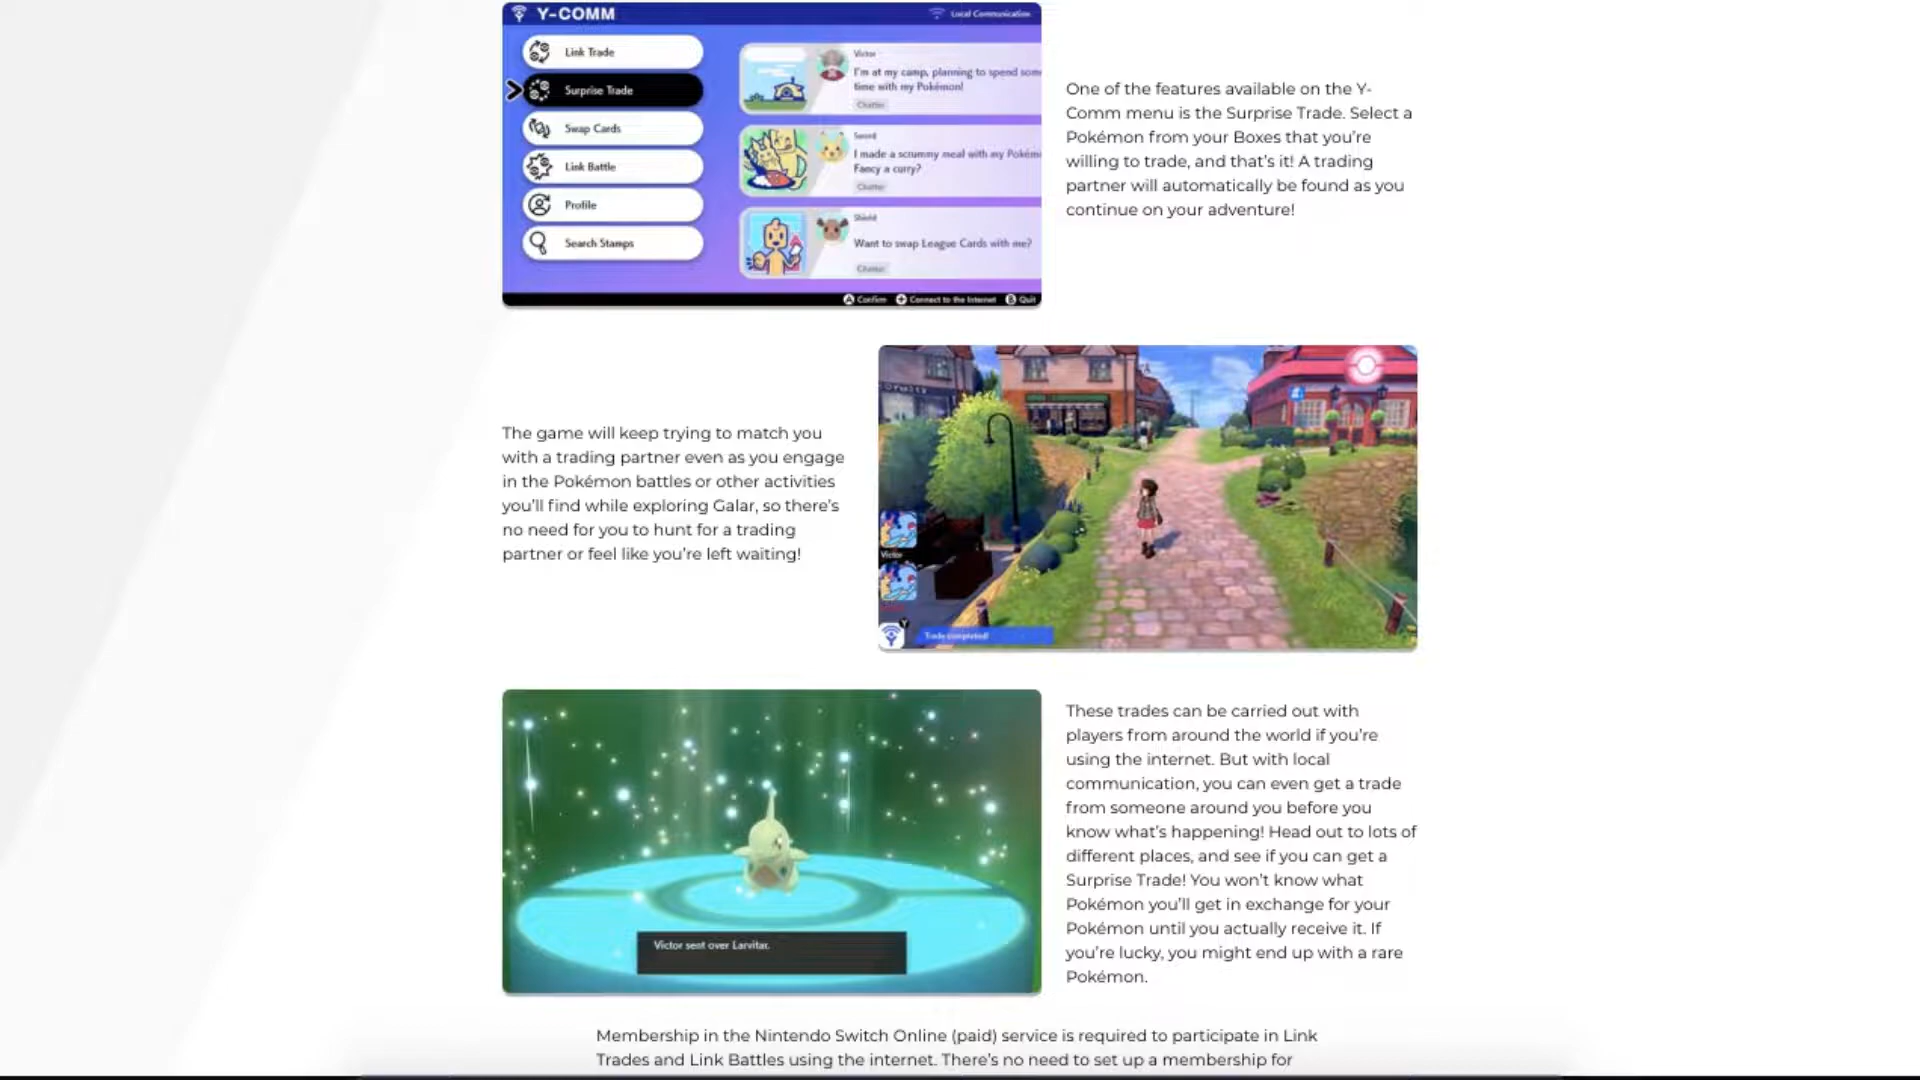 Y-COMM
Local Communication
Link Trade
Surprise Trade
Swap Cards
Link Battle
Profile
Search Stamps
Victor
I'm at my camp, planning to spend som
time with my Pokémon!
Chatter
Sword
I made a scrummy meal with my Pokém
Fancy a curry?
Chatter
Shield
Want to swap League Cards with me?
Chatter
A Confirm + Connect to the Internet B Quit
One of the features available on the Y-
Comm menu is the Surprise Trade. Select a
Pokémon from your Boxes that you're
willing to trade, and that's it! A trading
partner will automatically be found as you
continue on your adventure!
The game will keep trying to match you
with a trading partner even as you engage
in the Pokémon battles or other activities
you'll find while exploring Galar, so there's
no need for you to hunt for a trading
partner or feel like you're left waiting!
Victor
Y
Trade completed!
Victor sent over Larvitar.
These trades can be carried out with
players from around the world if you're
using the internet. But with local
communication, you can even get a trade
from someone around you before you
know what's happening! Head out to lots of
different places, and see if you can get a
Surprise Trade! You won't know what
Pokémon you'll get in exchange for your
Pokémon until you actually receive it. If
you're lucky, you might end up with a rare
Pokémon.
Membership in the Nintendo Switch Online (paid) service is required to participate in Link
Trades and Link Battles using the internet. There's no need to set up a membership for